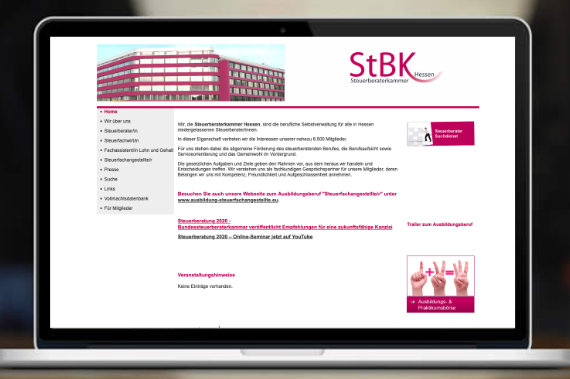 StBK Hessen
Steuerberaterkammer
Home
Wir über uns
Steuerberater/in
Steuerfachwirt/in
Fachassistent/in Lohn und Gehalt
Steuerfachangestellte/r
Presse
Suche
Links
Vollmachtsdatenbank
Für Mitglieder
Wir, die Steuerberaterkammer Hessen, sind die berufliche Selbstverwaltung für alle in Hessen
niedergelassenen Steuerberater/innen.
In dieser Eigenschaft vertreten wir die Interessen unserer nahezu 8.600 Mitglieder.
Für uns stehen dabei die allgemeine Förderung des steuerberatenden Berufes, die Berufsaufsicht sowie
Serviceorientierung und das Gemeinwohl im Vordergrund.
Die gesetzlichen Aufgaben und Ziele geben den Rahmen vor, aus dem heraus wir handeln und
Entscheidungen treffen. Wir verstehen uns als fachkundigen Gesprächspartner für unsere Mitglieder, denen
Belangen wir uns mit Kompetenz, Freundlichkeit und Aufgeschlossenheit annehmen.
Besuchen Sie auch unsere Webseite zum Ausbildungsberuf "Steuerfachangestellte/r" unter
www.ausbildung-steuerfachangestellte.eu.
Steuerberatung 2020 -
Bundessteuerberaterkammer veröffentlicht Empfehlungen für eine zukunftsfähige Kanzlei
Steuerberatung 2020 – Online-Seminar jetzt auf YouTube
Veranstaltungshinweise
Keine Einträge vorhanden.
Steuerberater
Suchdienst
Trailer zum Ausbildungsberuf
Ausbildungs- &
Praktikumsbörse